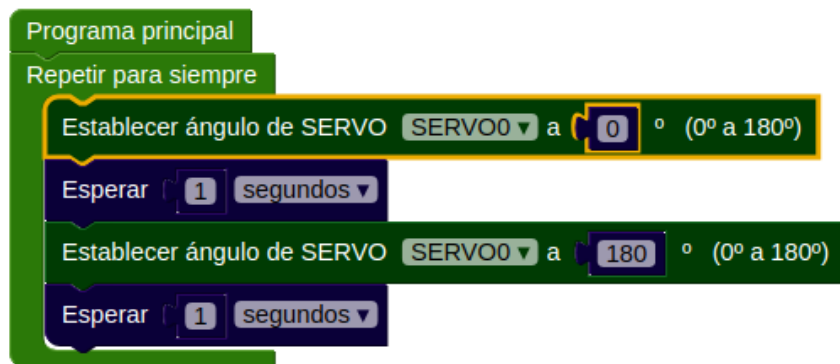 Programa principal
Repetir para siempre
Establecer ángulo de SERVO SERVO0 ▾ a 0 º (0º a 180º)
Esperar 1 segundos ▾
Establecer ángulo de SERVO SERVO0 ▾ a 180 º (0º a 180º)
Esperar 1 segundos ▾